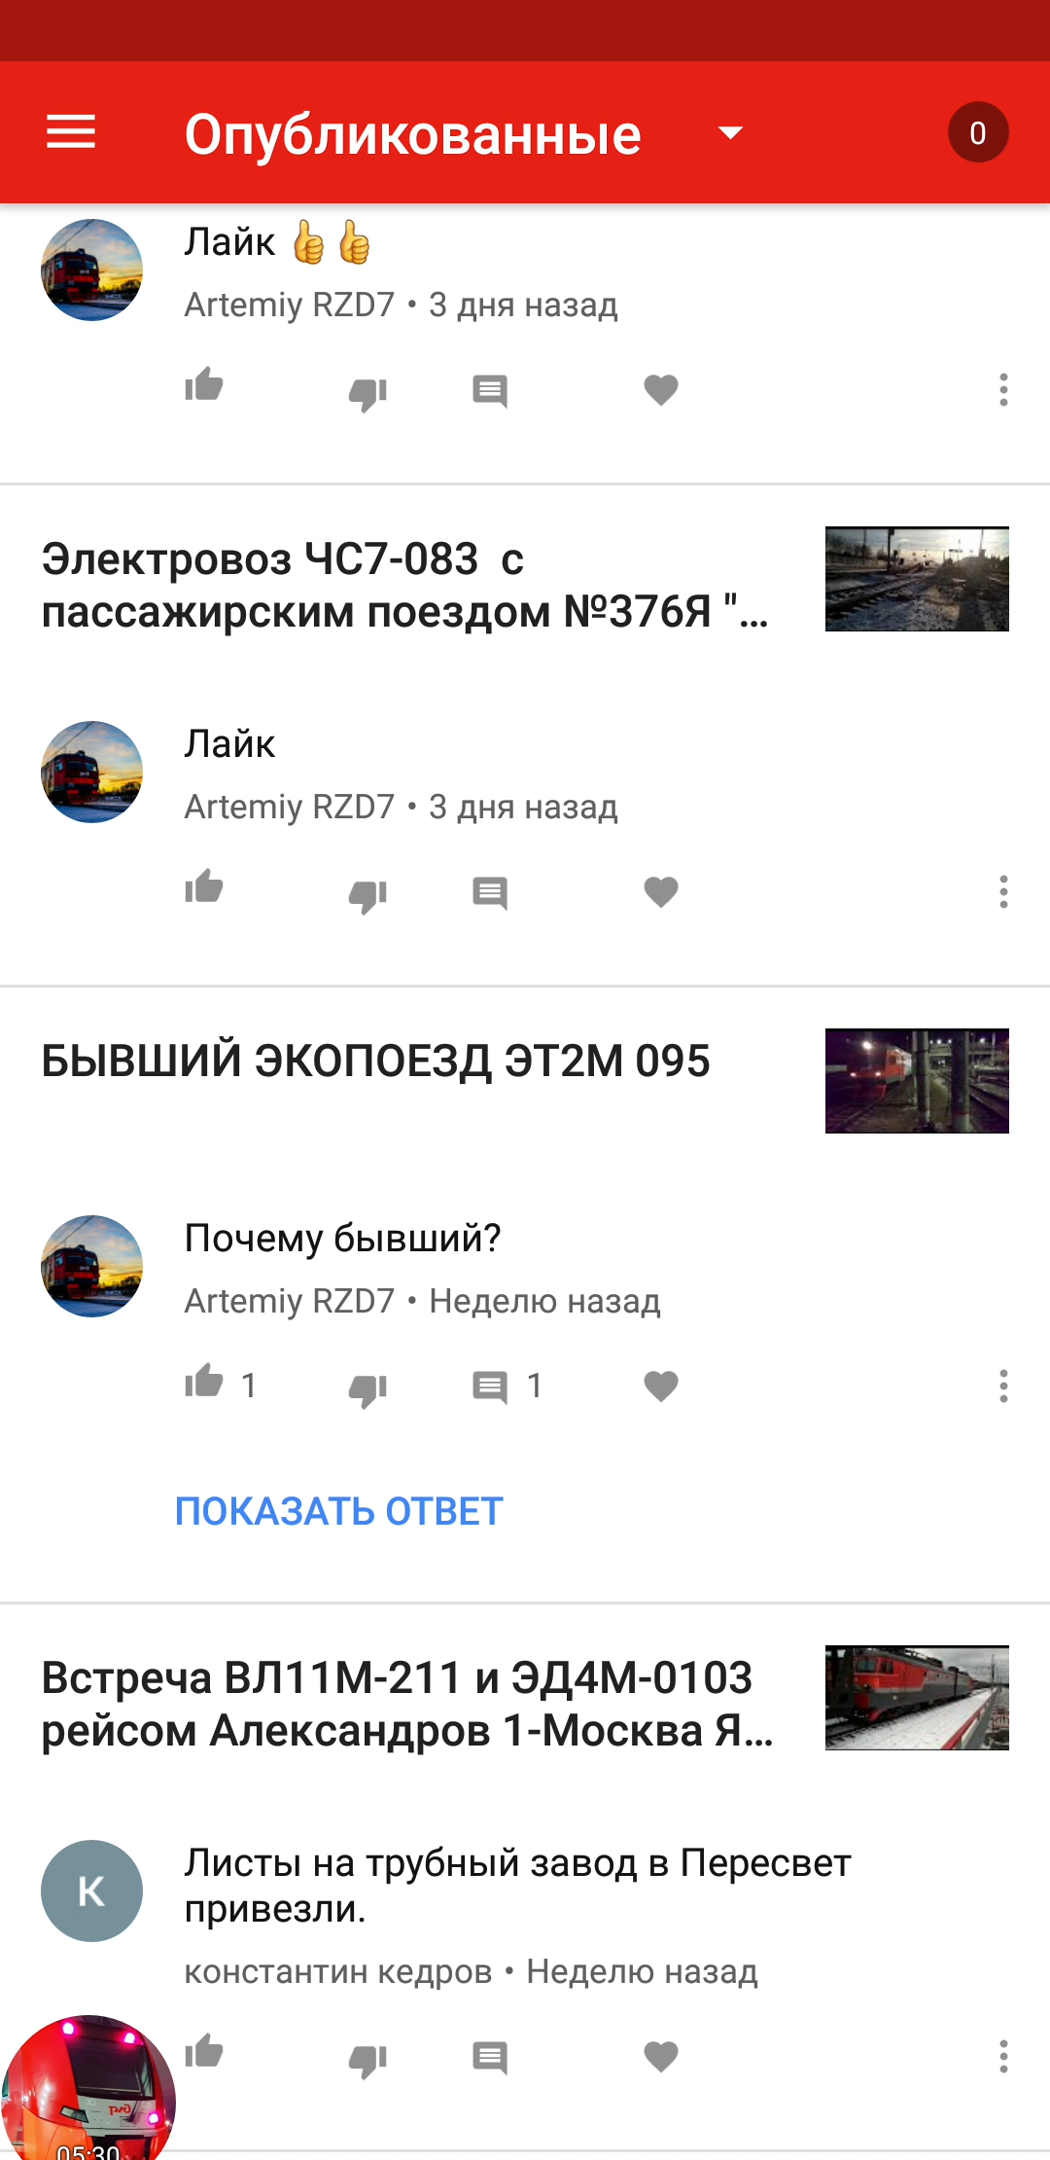 Опубликованные
0
Лайк 👍👍
Artemiy RZD7 • 3 дня назад
Электровоз ЧС7-083 с
пассажирским поездом №376Я "...
Лайк
Artemiy RZD7 • 3 дня назад
БЫВШИЙ ЭКОПОЕЗД ЭТ2М 095
Почему бывший?
Artemiy RZD7 • Неделю назад
1 1
ПОКАЗАТЬ ОТВЕТ
Встреча ВЛ11М-211 и ЭД4М-0103
рейсом Александров 1-Москва Я...
К
Листы на трубный завод в Пересвет
привезли.
константин кедров • Неделю назад
05:30